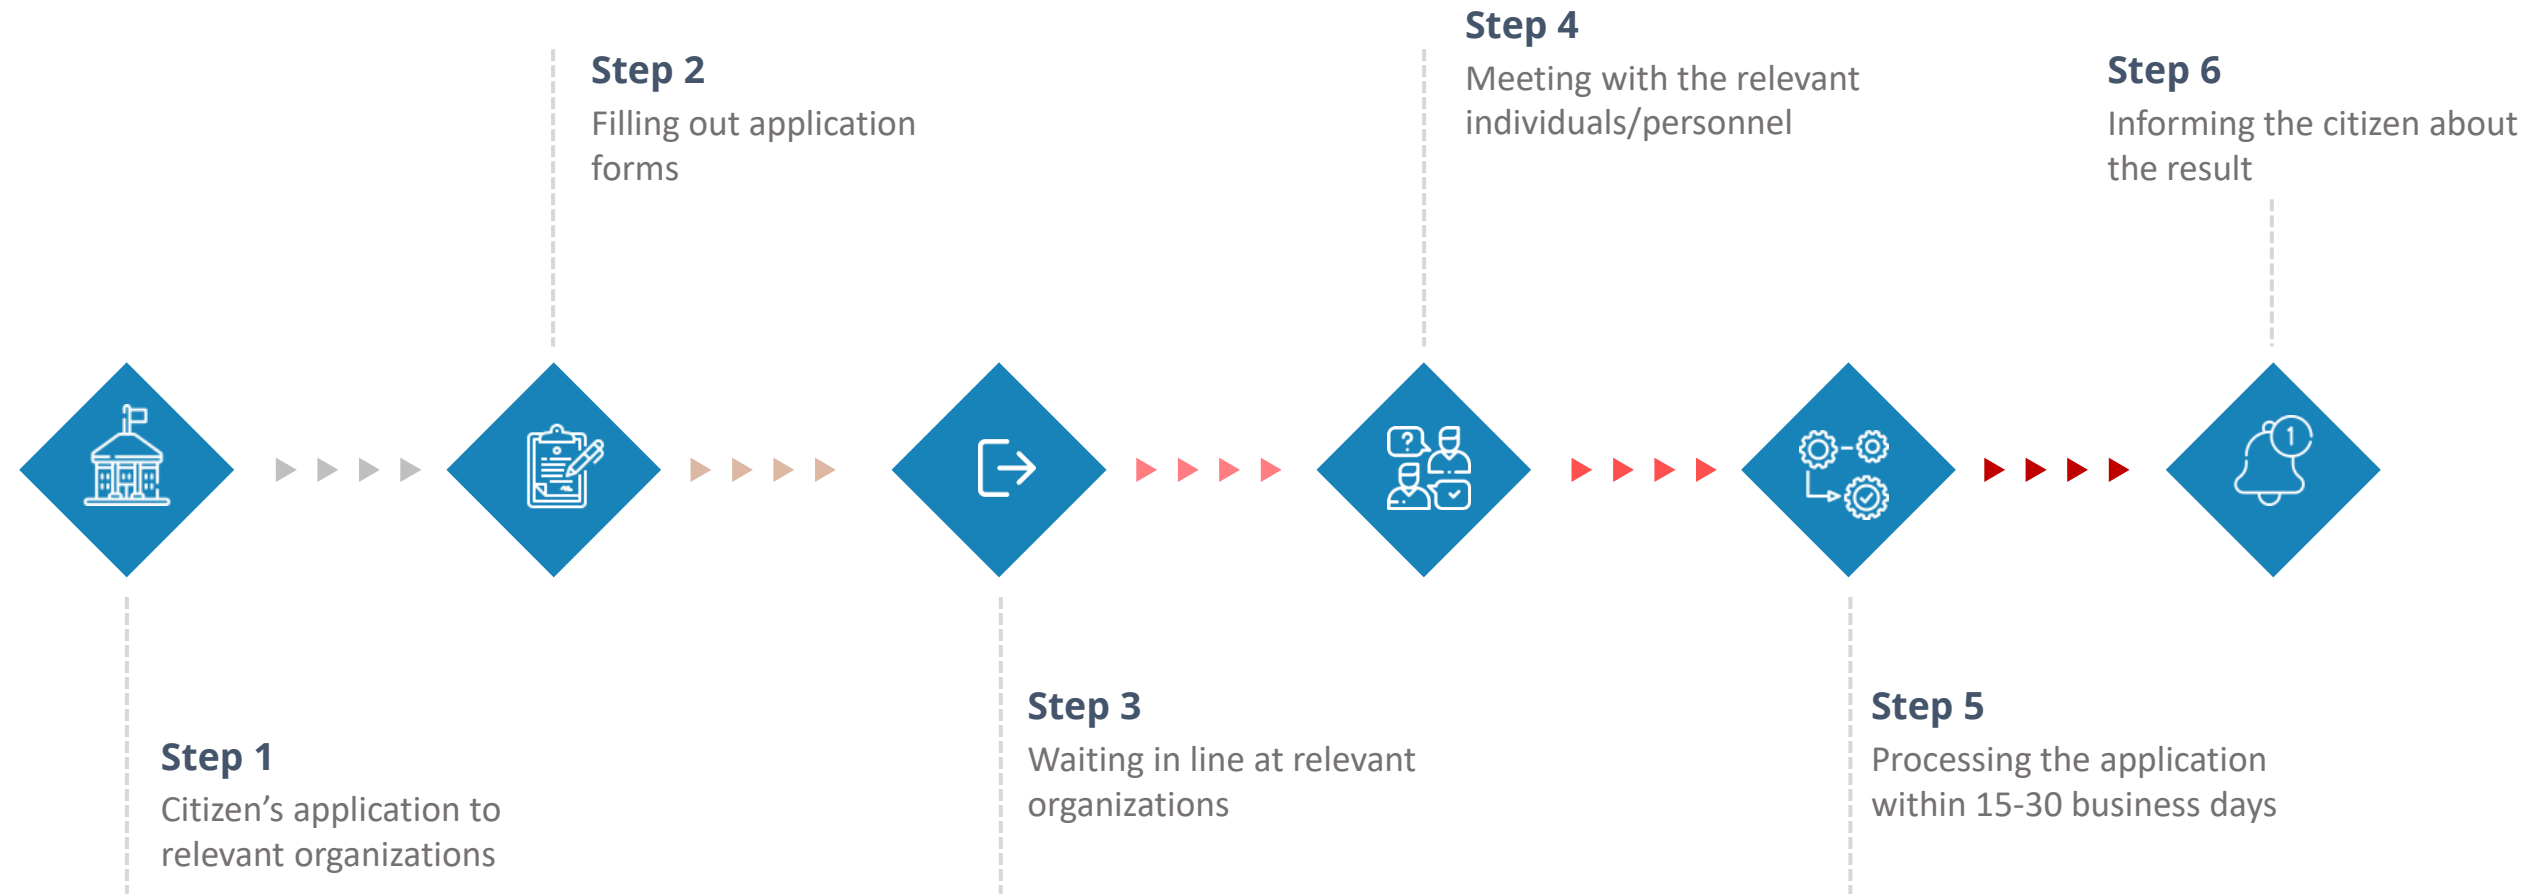 Step 1
Citizen’s application to
relevant organizations
Step 2
Filling out application
forms
Step 3
Waiting in line at relevant
organizations
Step 4
Meeting with the relevant
individuals/personnel
?
Step 5
Processing the application
within 15-30 business days
Step 6
Informing the citizen about
the result
1